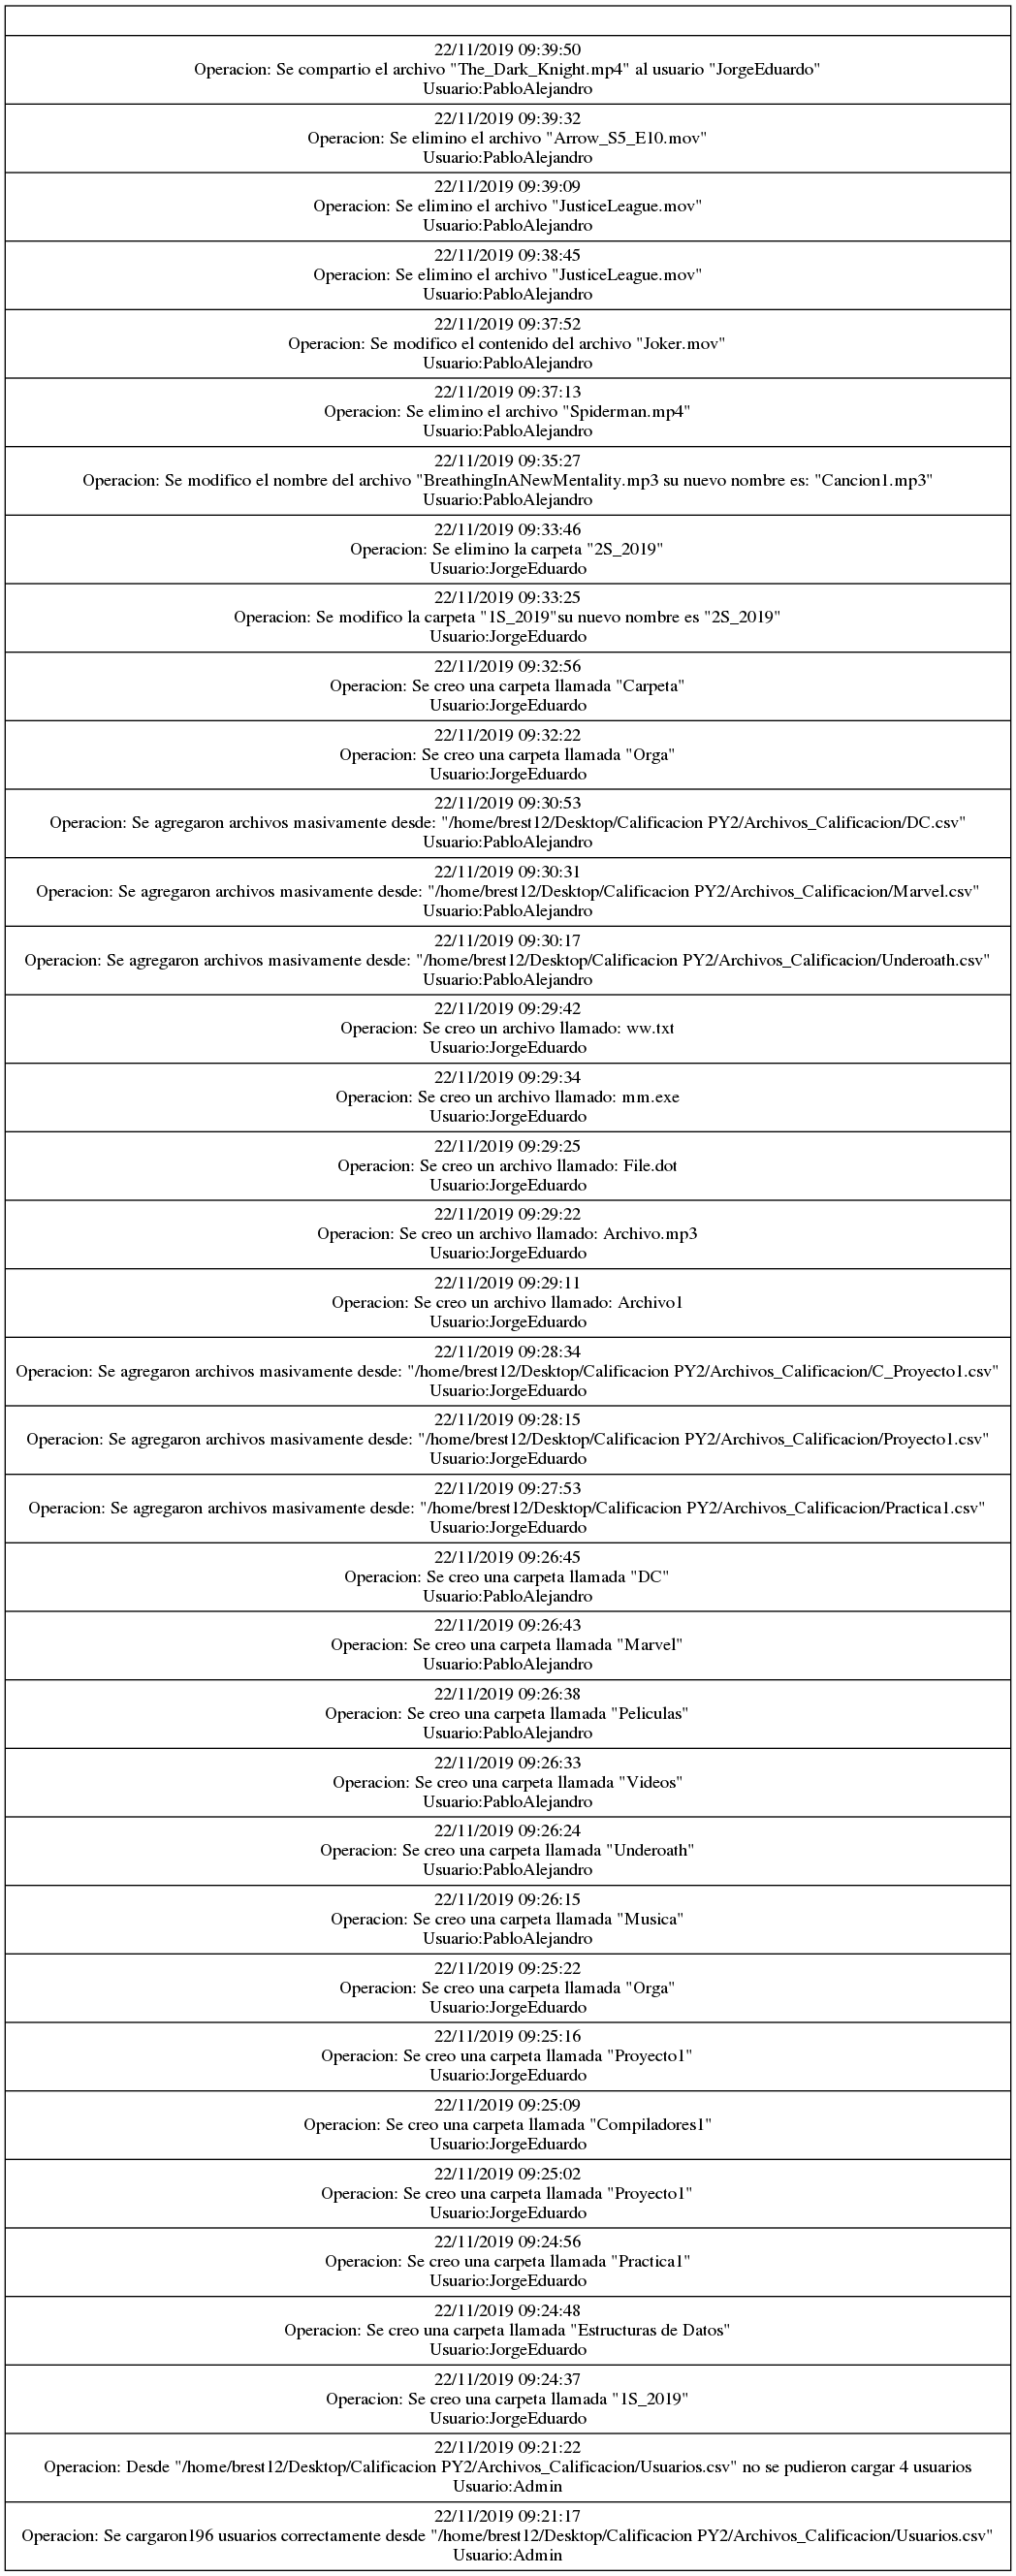 22/11/2019 09:39:50
Operacion: Se compartio el archivo "The_Dark_Knight.mp4" al usuario "JorgeEduardo"
Usuario:PabloAlejandro
22/11/2019 09:39:32
Operacion: Se elimino el archivo "Arrow_S5_E10.mov"
Usuario:PabloAlejandro
22/11/2019 09:39:09
Operacion: Se elimino el archivo "JusticeLeague.mov"
Usuario:PabloAlejandro
22/11/2019 09:38:45
Operacion: Se elimino el archivo "JusticeLeague.mov"
Usuario:PabloAlejandro
22/11/2019 09:37:52
Operacion: Se modifico el contenido del archivo "Joker.mov"
Usuario:PabloAlejandro
22/11/2019 09:37:13
Operacion: Se elimino el archivo "Spiderman.mp4"
Usuario:PabloAlejandro
22/11/2019 09:35:27
Operacion: Se modifico el nombre del archivo "BreathingInANewMentality.mp3 su nuevo nombre es: "Cancion1.mp3"
Usuario:PabloAlejandro
22/11/2019 09:33:46
Operacion: Se elimino la carpeta "2S_2019"
Usuario:JorgeEduardo
22/11/2019 09:33:25
Operacion: Se modifico la carpeta "1S_2019"su nuevo nombre es "2S_2019"
Usuario:JorgeEduardo
22/11/2019 09:32:56
Operacion: Se creo una carpeta llamada "Carpeta"
Usuario:JorgeEduardo
22/11/2019 09:32:22
Operacion: Se creo una carpeta llamada "Orga"
Usuario:JorgeEduardo
22/11/2019 09:30:53
Operacion: Se agregaron archivos masivamente desde: "/home/brest12/Desktop/Calificacion PY2/Archivos_Calificacion/DC.csv"
Usuario:PabloAlejandro
22/11/2019 09:30:31
Operacion: Se agregaron archivos masivamente desde: "/home/brest12/Desktop/Calificacion PY2/Archivos_Calificacion/Marvel.csv"
Usuario:PabloAlejandro
22/11/2019 09:30:17
Operacion: Se agregaron archivos masivamente desde: "/home/brest12/Desktop/Calificacion PY2/Archivos_Calificacion/Underoath.csv"
Usuario:PabloAlejandro
22/11/2019 09:29:42
Operacion: Se creo un archivo llamado: ww.txt
Usuario:JorgeEduardo
22/11/2019 09:29:34
Operacion: Se creo un archivo llamado: mm.exe
Usuario:JorgeEduardo
22/11/2019 09:29:25
Operacion: Se creo un archivo llamado: File.dot
Usuario:JorgeEduardo
22/11/2019 09:29:22
Operacion: Se creo un archivo llamado: Archivo.mp3
Usuario:JorgeEduardo
22/11/2019 09:29:11
Operacion: Se creo un archivo llamado: Archivo1
Usuario:JorgeEduardo
22/11/2019 09:28:34
Operacion: Se agregaron archivos masivamente desde: "/home/brest12/Desktop/Calificacion PY2/Archivos_Calificacion/C_Proyecto1.csv"
Usuario:JorgeEduardo
22/11/2019 09:28:15
Operacion: Se agregaron archivos masivamente desde: "/home/brest12/Desktop/Calificacion PY2/Archivos_Calificacion/Proyecto1.csv"
Usuario:JorgeEduardo
22/11/2019 09:27:53
Operacion: Se agregaron archivos masivamente desde: "/home/brest12/Desktop/Calificacion PY2/Archivos_Calificacion/Practica1.csv"
Usuario:JorgeEduardo
22/11/2019 09:26:45
Operacion: Se creo una carpeta llamada "DC"
Usuario:PabloAlejandro
22/11/2019 09:26:43
Operacion: Se creo una carpeta llamada "Marvel"
Usuario:PabloAlejandro
22/11/2019 09:26:38
Operacion: Se creo una carpeta llamada "Peliculas"
Usuario:PabloAlejandro
22/11/2019 09:26:33
Operacion: Se creo una carpeta llamada "Videos"
Usuario:PabloAlejandro
22/11/2019 09:26:24
Operacion: Se creo una carpeta llamada "Underoath"
Usuario:PabloAlejandro
22/11/2019 09:26:15
Operacion: Se creo una carpeta llamada "Musica"
Usuario:PabloAlejandro
22/11/2019 09:25:22
Operacion: Se creo una carpeta llamada "Orga"
Usuario:JorgeEduardo
22/11/2019 09:25:16
Operacion: Se creo una carpeta llamada "Proyecto1"
Usuario:JorgeEduardo
22/11/2019 09:25:09
Operacion: Se creo una carpeta llamada "Compiladores1"
Usuario:JorgeEduardo
22/11/2019 09:25:02
Operacion: Se creo una carpeta llamada "Proyecto1"
Usuario:JorgeEduardo
22/11/2019 09:24:56
Operacion: Se creo una carpeta llamada "Practica1"
Usuario:JorgeEduardo
22/11/2019 09:24:48
Operacion: Se creo una carpeta llamada "Estructuras de Datos"
Usuario:JorgeEduardo
22/11/2019 09:24:37
Operacion: Se creo una carpeta llamada "1S_2019"
Usuario:JorgeEduardo
22/11/2019 09:21:22
Operacion: Desde "/home/brest12/Desktop/Calificacion PY2/Archivos_Calificacion/Usuarios.csv" no se pudieron cargar 4 usuarios
Usuario:Admin
22/11/2019 09:21:17
Operacion: Se cargaron196 usuarios correctamente desde "/home/brest12/Desktop/Calificacion PY2/Archivos_Calificacion/Usuarios.csv"
Usuario:Admin